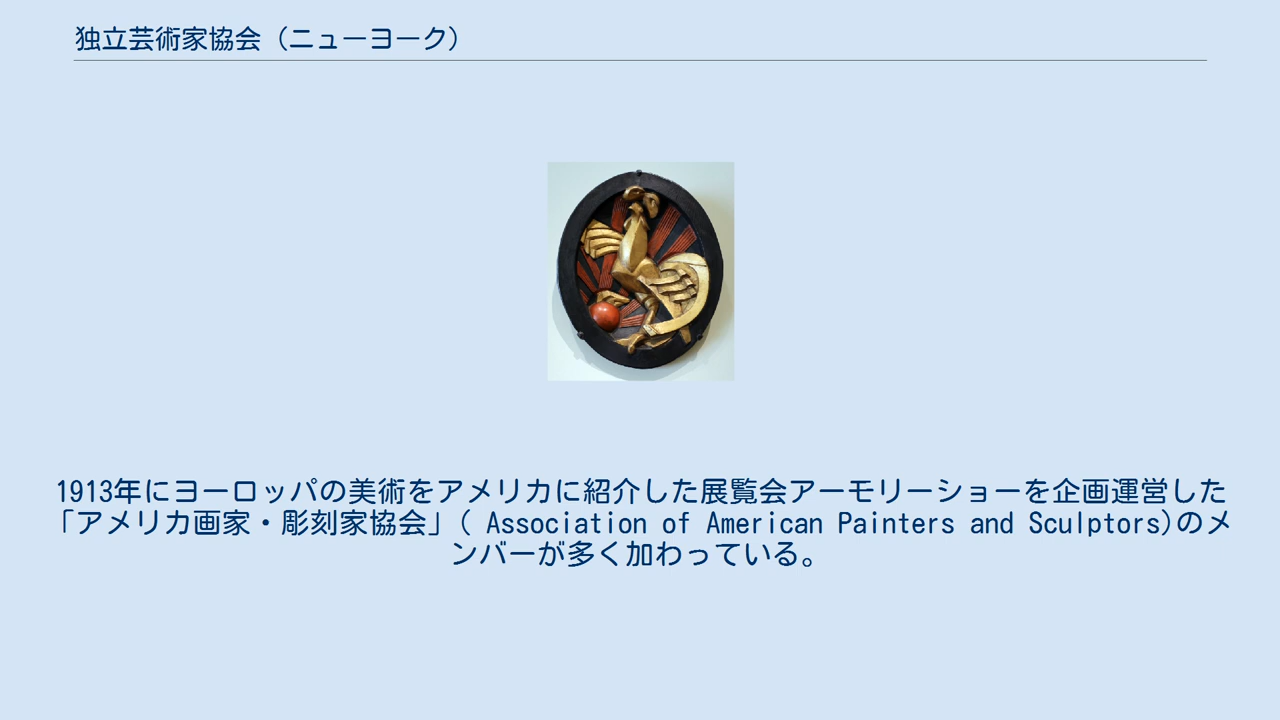 独立芸術家協会（ニューヨーク）
1913年にヨーロッパの美術をアメリカに紹介した展覧会アーモリーショーを企画運営した
「アメリカ画家・彫刻家協会」( Association of American Painters and Sculptors)のメ
ンバーが多く加わっている。